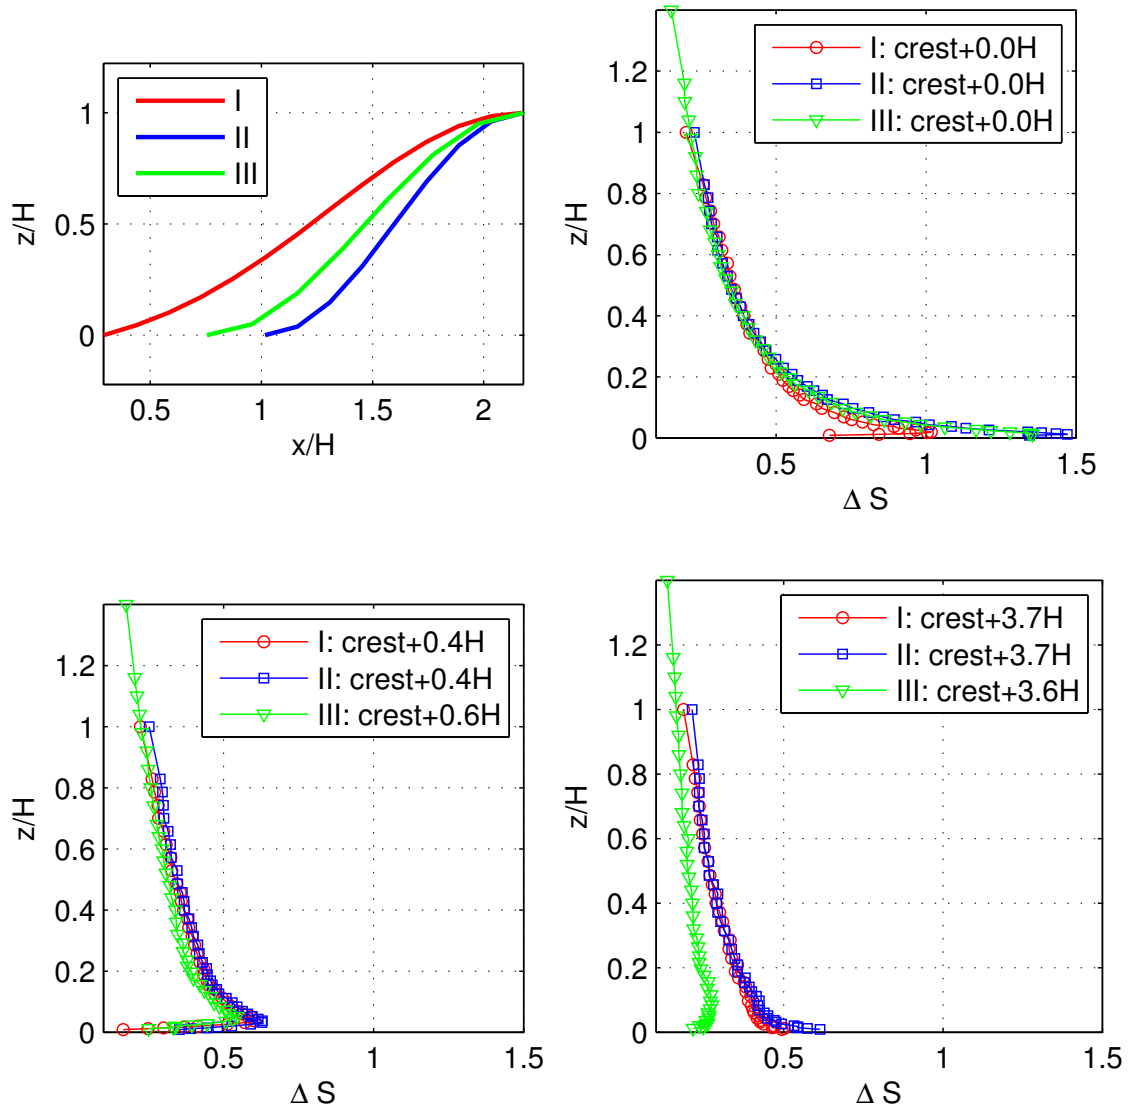 I
II
III
z/H
1
0.5
0
0.5
1
1.5
2
x/H
I: crest+0.0H
II: crest+0.0H
III: crest+0.0H
z/H
1.2
1
0.8
0.6
0.4
0.2
0
0.5
1
1.5
Δ S
I: crest+0.4H
II: crest+0.4H
III: crest+0.6H
z/H
1.2
1
0.8
0.6
0.4
0.2
0
0.5
1
1.5
Δ S
I: crest+3.7H
II: crest+3.7H
III: crest+3.6H
z/H
1.2
1
0.8
0.6
0.4
0.2
0
0.5
1
1.5
Δ S